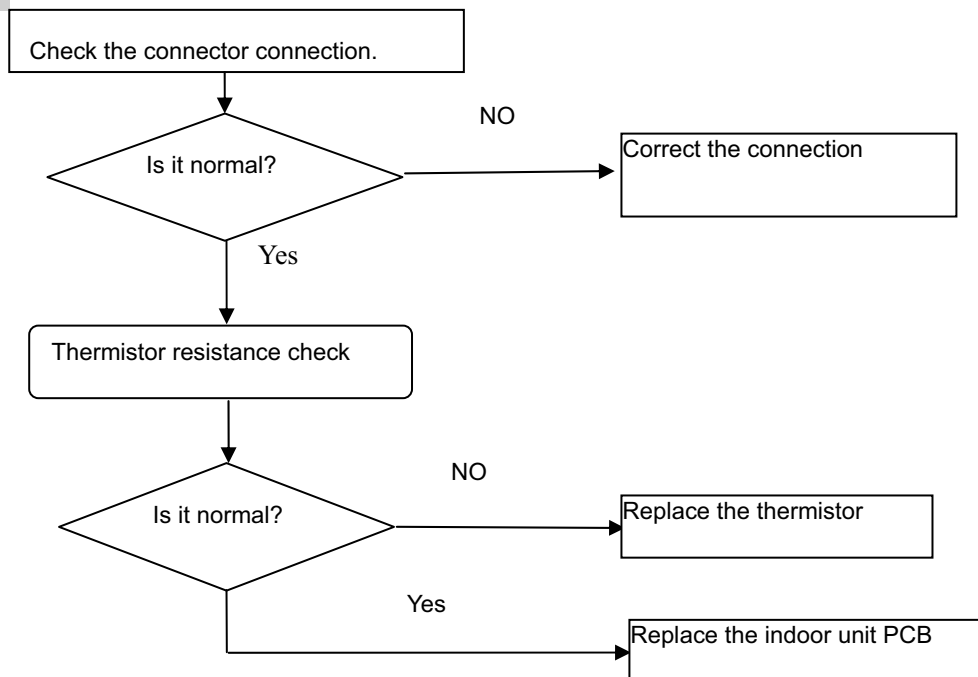 Check the connector connection.
NO
Is it normal?
Correct the connection
Yes
Thermistor resistance check
NO
Is it normal?
Replace the thermistor
Yes
Replace the indoor unit PCB